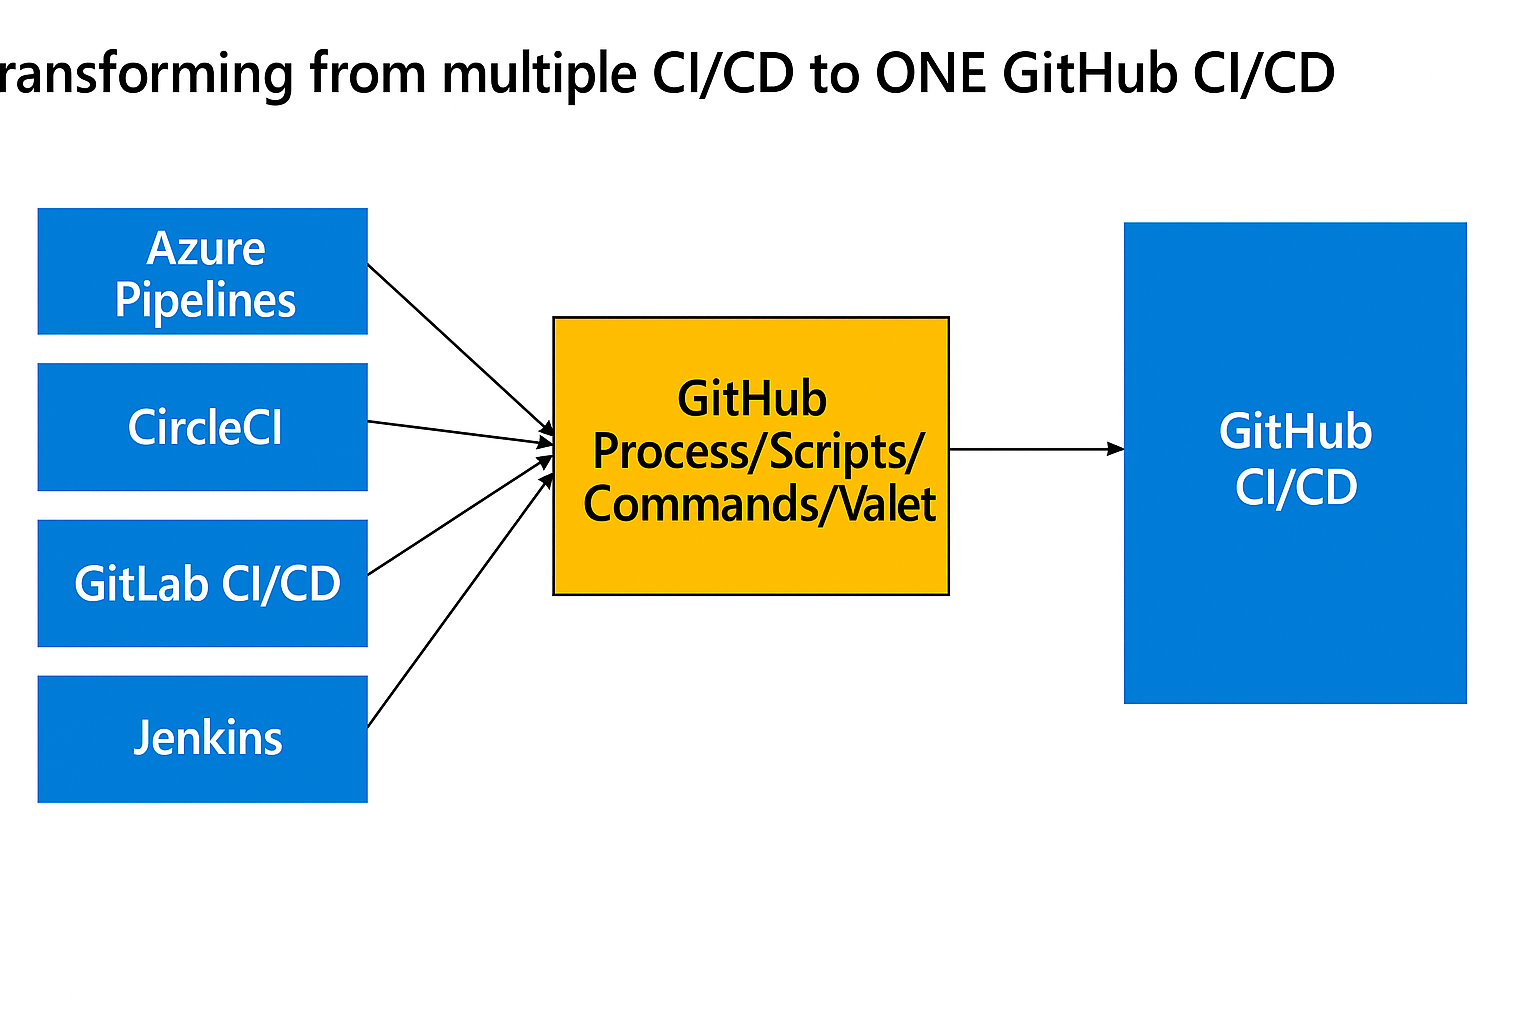 ransforming from multiple CI/CD to ONE GitHub CI/CD
Azure
Pipelines
CircleCI
GitLab CI/CD
Jenkins
GitHub
Process/Scripts/
Commands/Valet
GitHub
CI/CD